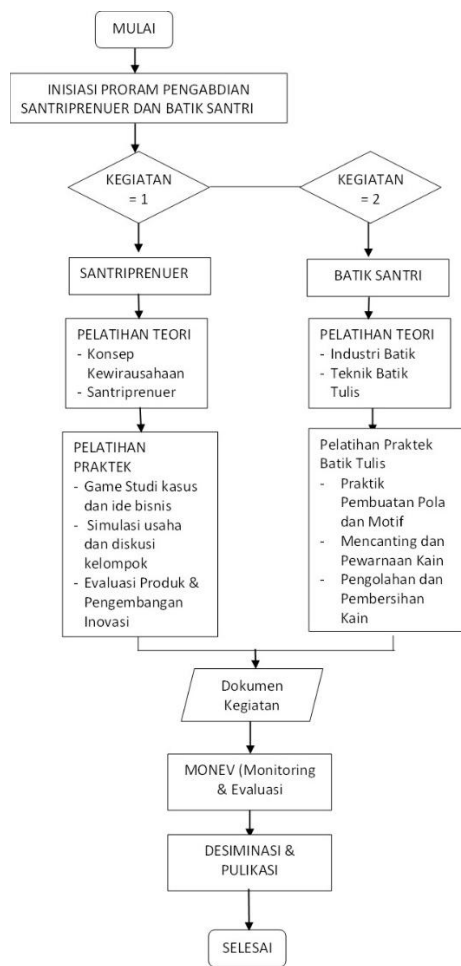 MULAI
INISIASI PRORAM PENGABDIAN
SANTRIPRENUER DAN BATIK SANTRI
KEGIATAN
= 1
KEGIATAN
= 2
SANTRIPRENUER
BATIK SANTRI
PELATIHAN TEORI
- Konsep
Kewirausahaan
- Santriprenuer
PELATIHAN TEORI
- Industri Batik
- Teknik Batik
Tulis
PELATIHAN
PRAKTEK
- Game Studi kasus
dan ide bisnis
- Simulasi usaha
dan diskusi
kelompok
- Evaluasi Produk &
Pengembangan
Inovasi
Pelatihan Praktek
Batik Tulis
- Praktik
Pembuatan Pola
dan Motif
- Mencanting dan
Pewarnaan Kain
- Pengolahan dan
Pembersihan
Kain
Dokumen
Kegiatan
MONEV (Monitoring
& Evaluasi
DESIMINASI &
PULIKASI
SELESAI